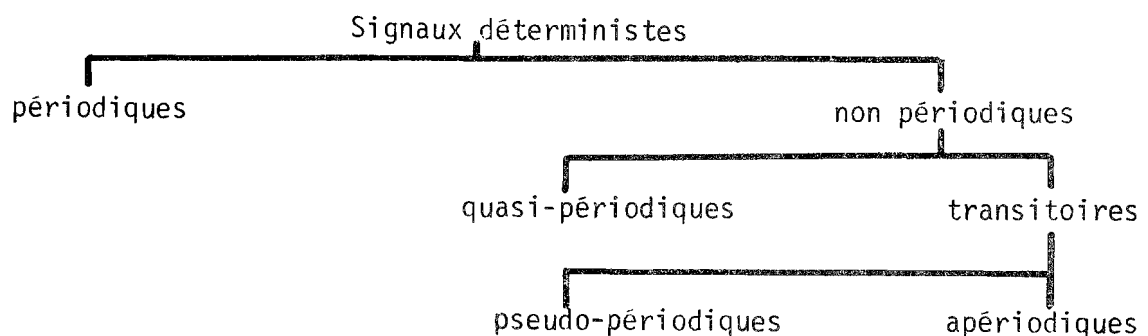 Signaux déterministes
périodiques non périodiques
quasi-périodiques transitoires
pseudo-périodiques apériodiques